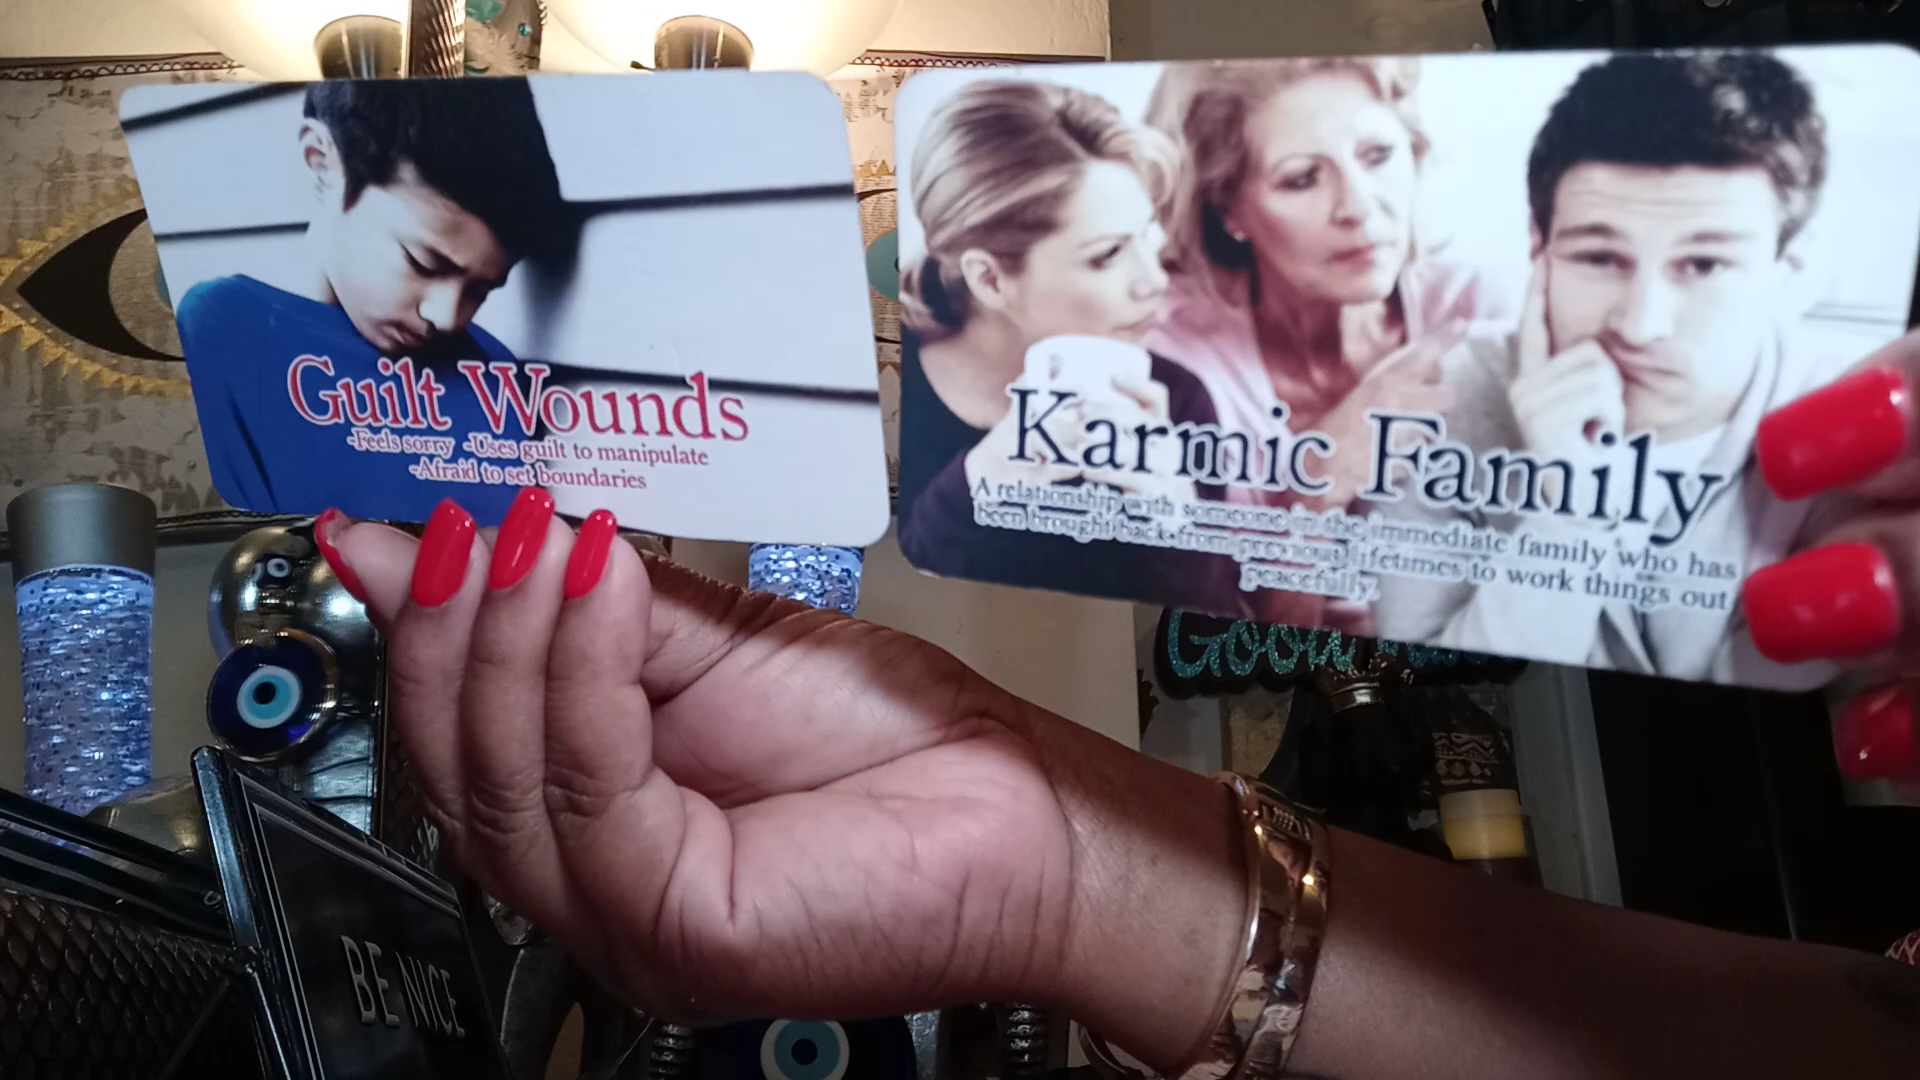 Guilt Wounds
-Feels sorry -Uses guilt to manipulate
-Afraid to set boundaries
Karmic Family
A relationship with someone in the immediate family who has
been brought back from previous lifetimes to work things out
peacefully.
Good
BE NICE